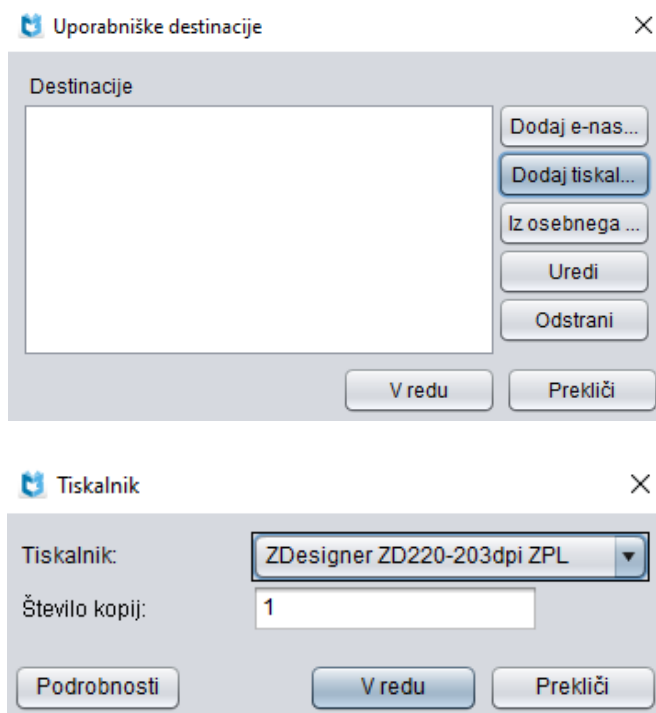 Uporabniške destinacije
Destinacije
Dodaj e-nas...
Dodaj tiskal...
Iz osebnega ...
Uredi
Odstrani
V redu Prekliči
Tiskalnik
Tiskalnik: ZDesigner ZD220-203dpi ZPL
Število kopij: 1
Podrobnosti V redu Prekliči